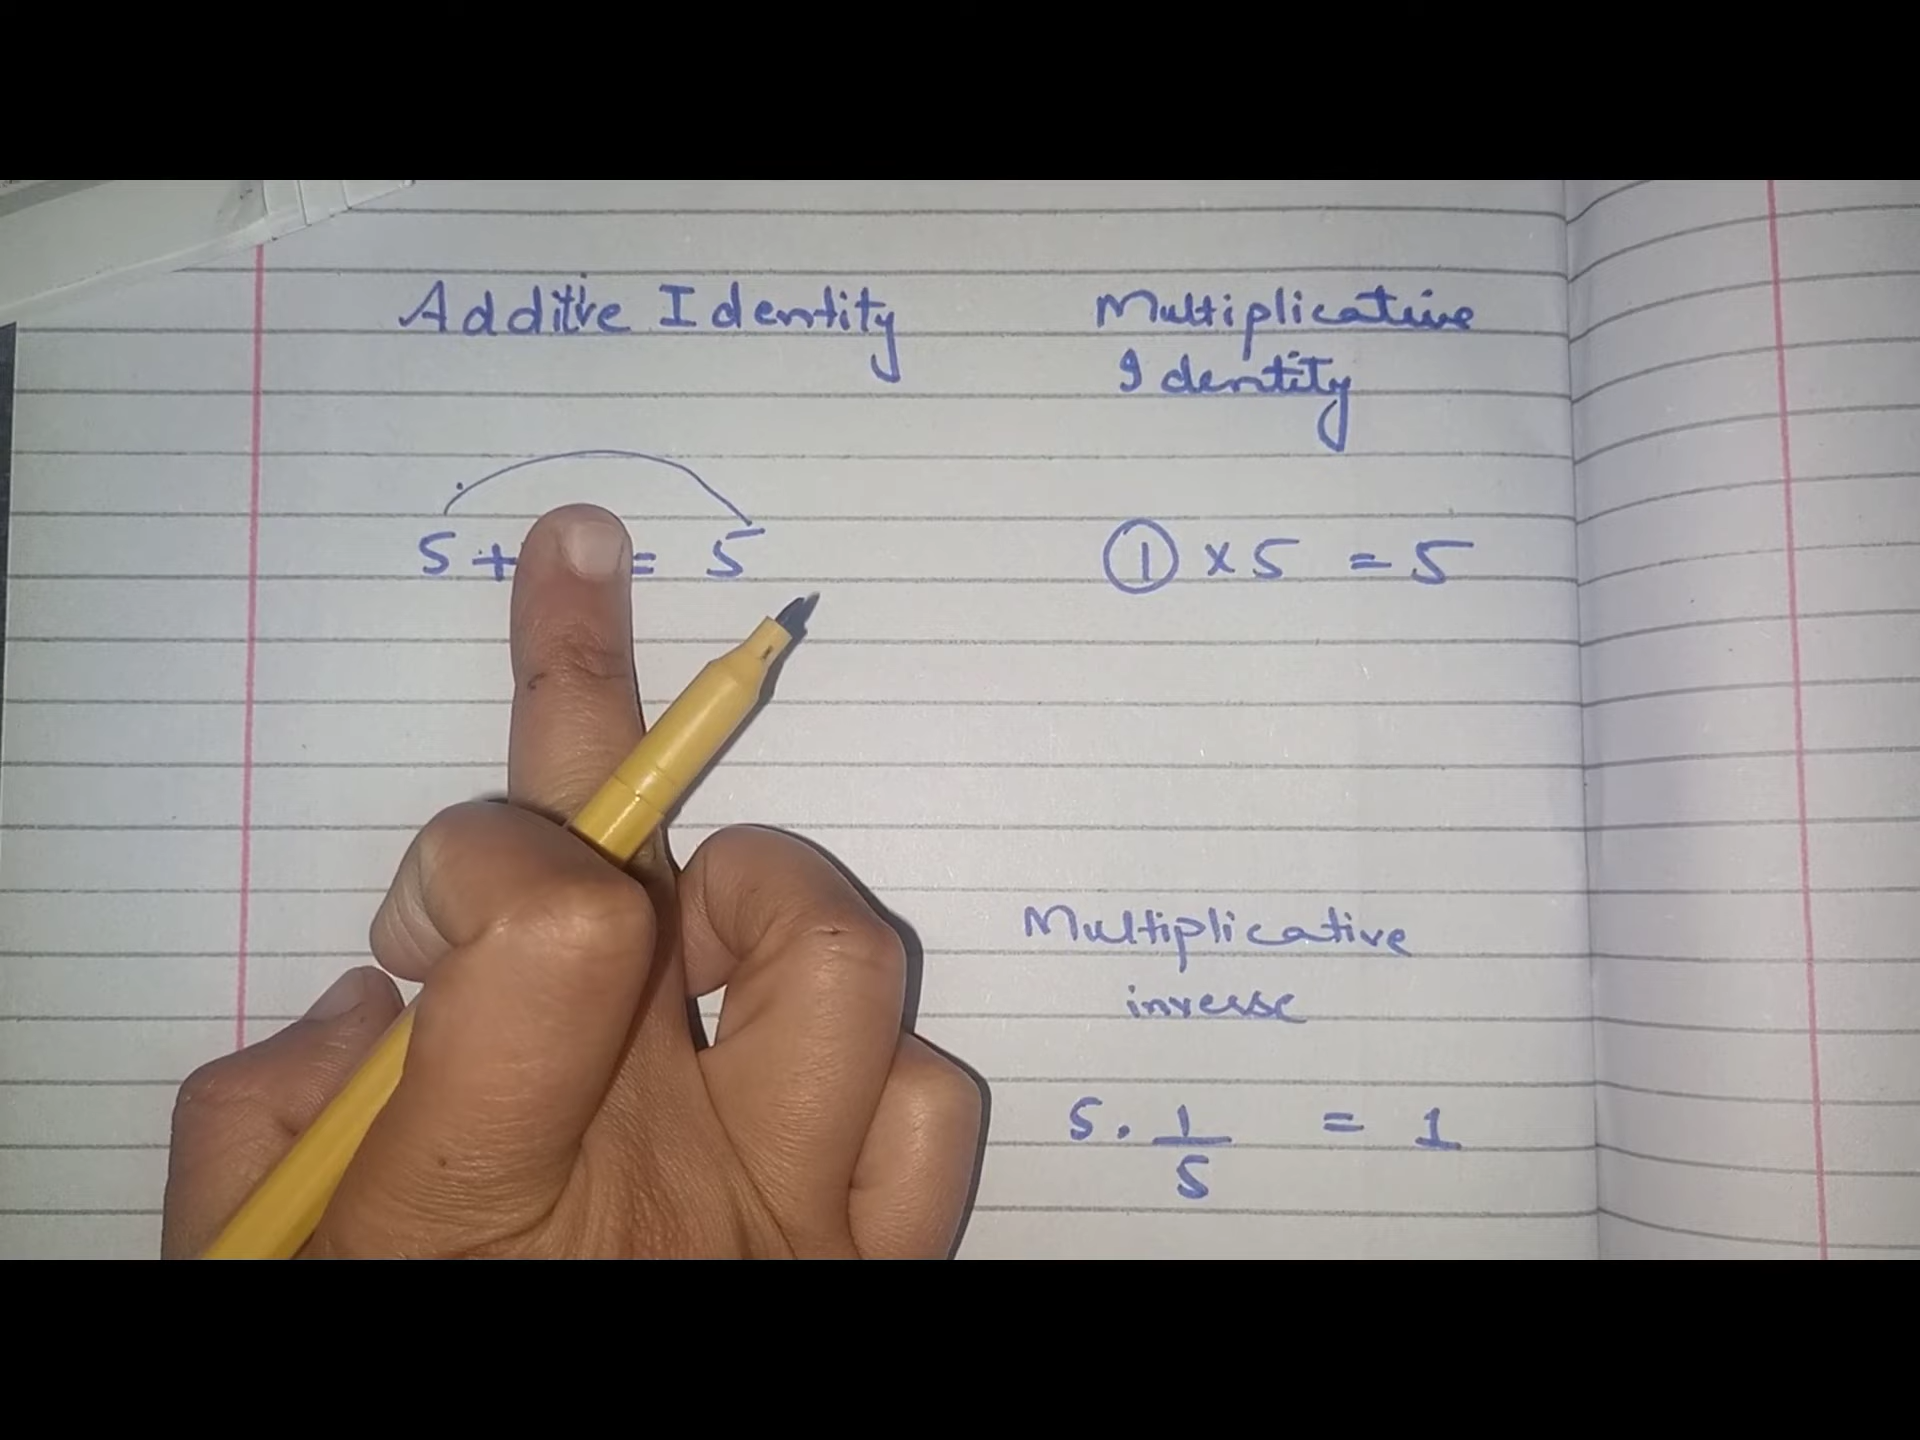 Additive Identity
Multiplicative
Identity
5 + = 5
1 × 5 = 5
Multiplicative
inverse
5 . 1/5 = 1